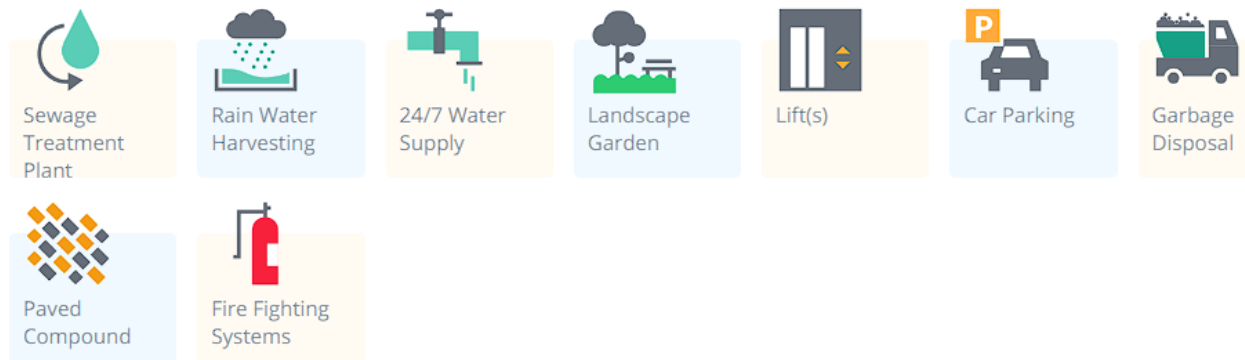 P
Sewage
Treatment
Plant
Rain Water
Harvesting
24/7 Water
Supply
Landscape
Garden
Lift(s)
Car Parking
Garbage
Disposal
Paved
Compound
Fire Fighting
Systems